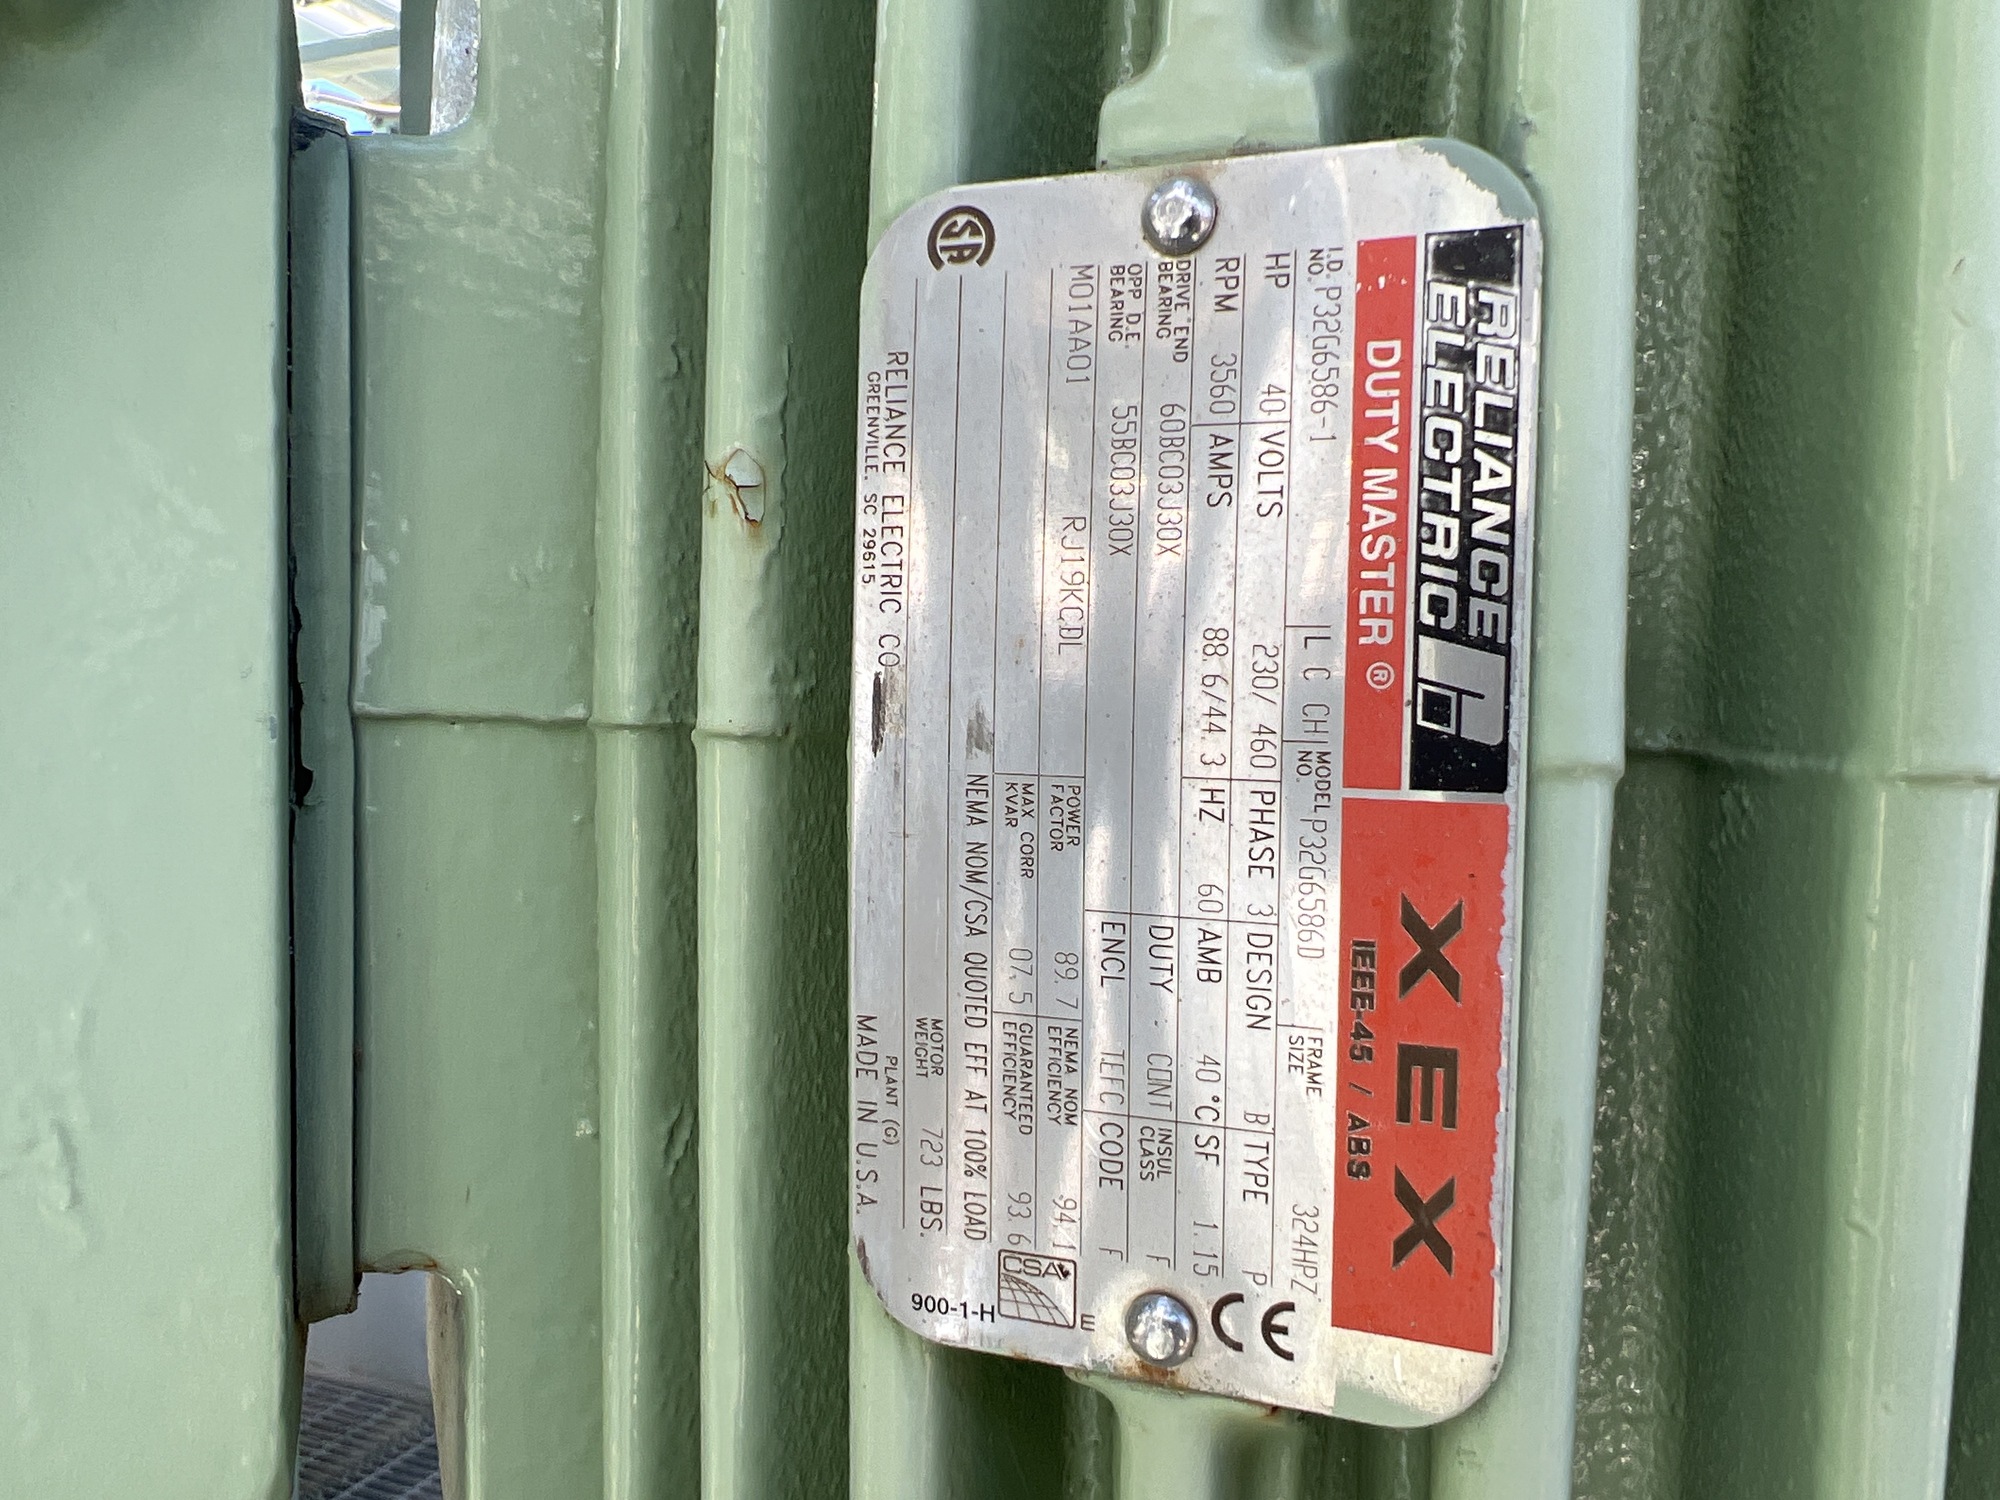 RELIANCE
ELECTRIC
DUTY MASTER ®
XEX
IEEE-45 / ABS
I.D. NO. P32G6586-1 L C CH MODEL NO. P32G6586D FRAME SIZE 324HPZ
HP 40 VOLTS 230/ 460 PHASE 3 DESIGN B TYPE P
RPM 3560 AMPS 88.6/44.3 HZ 60 AMB 40°C SF 1.15
DRIVE END BEARING 60BC03J30X DUTY CONT INSUL CLASS F
OPP D.E. BEARING 55BC03J30X ENCL TEFC CODE F
M01AA01 RJ19KCDL POWER FACTOR 89.7 NEMA NOM EFFICIENCY 94.1
MAX CORR KVAR 07.5 GUARANTEED EFFICIENCY 93.6
NEMA NOM/CSA QUOTED EFF AT 100% LOAD
MOTOR WEIGHT 723 LBS.
RELIANCE ELECTRIC CO. PLANT (G)
GREENVILLE, SC 29615 MADE IN U.S.A.
CE
E
CSA
900-1-H